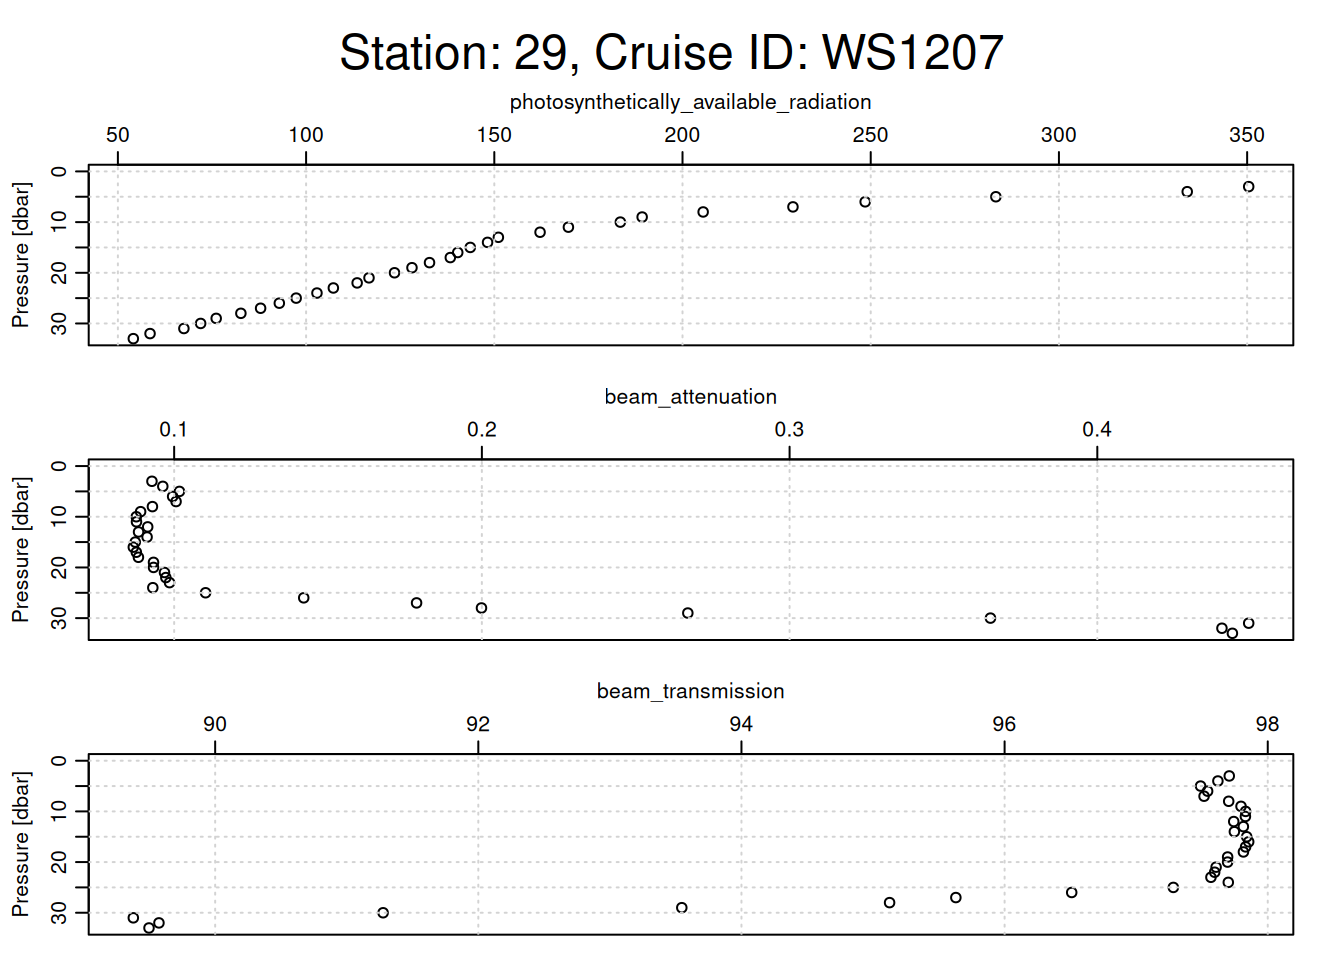 Station: 29, Cruise ID: WS1207
photosynthetically_available_radiation
50 100 150 200 250 300 350
Pressure [dbar]
0
10
20
30
beam_attenuation
0.1 0.2 0.3 0.4
Pressure [dbar]
0
10
20
30
beam_transmission
90 92 94 96 98
Pressure [dbar]
0
10
20
30